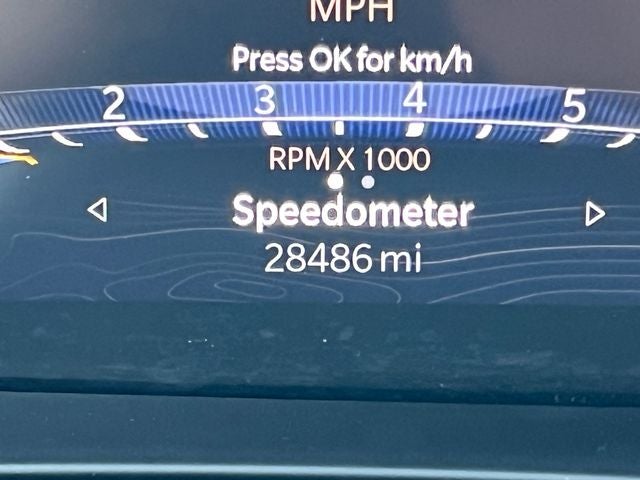 MPH
Press OK for km/h
2 3 4 5
RPM X 1000
Speedometer
28486 mi